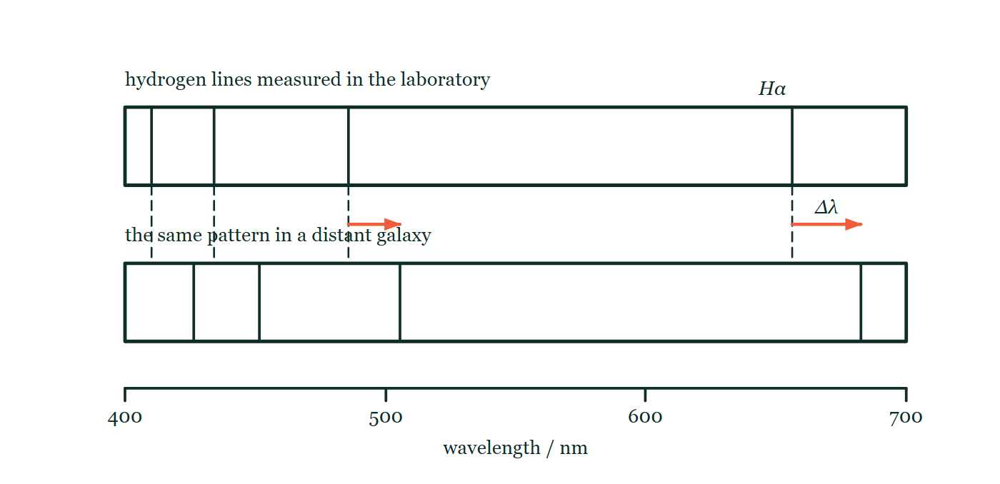 hydrogen lines measured in the laboratory
Hα
Δλ
the same pattern in a distant galaxy
400 500 600 700
wavelength / nm